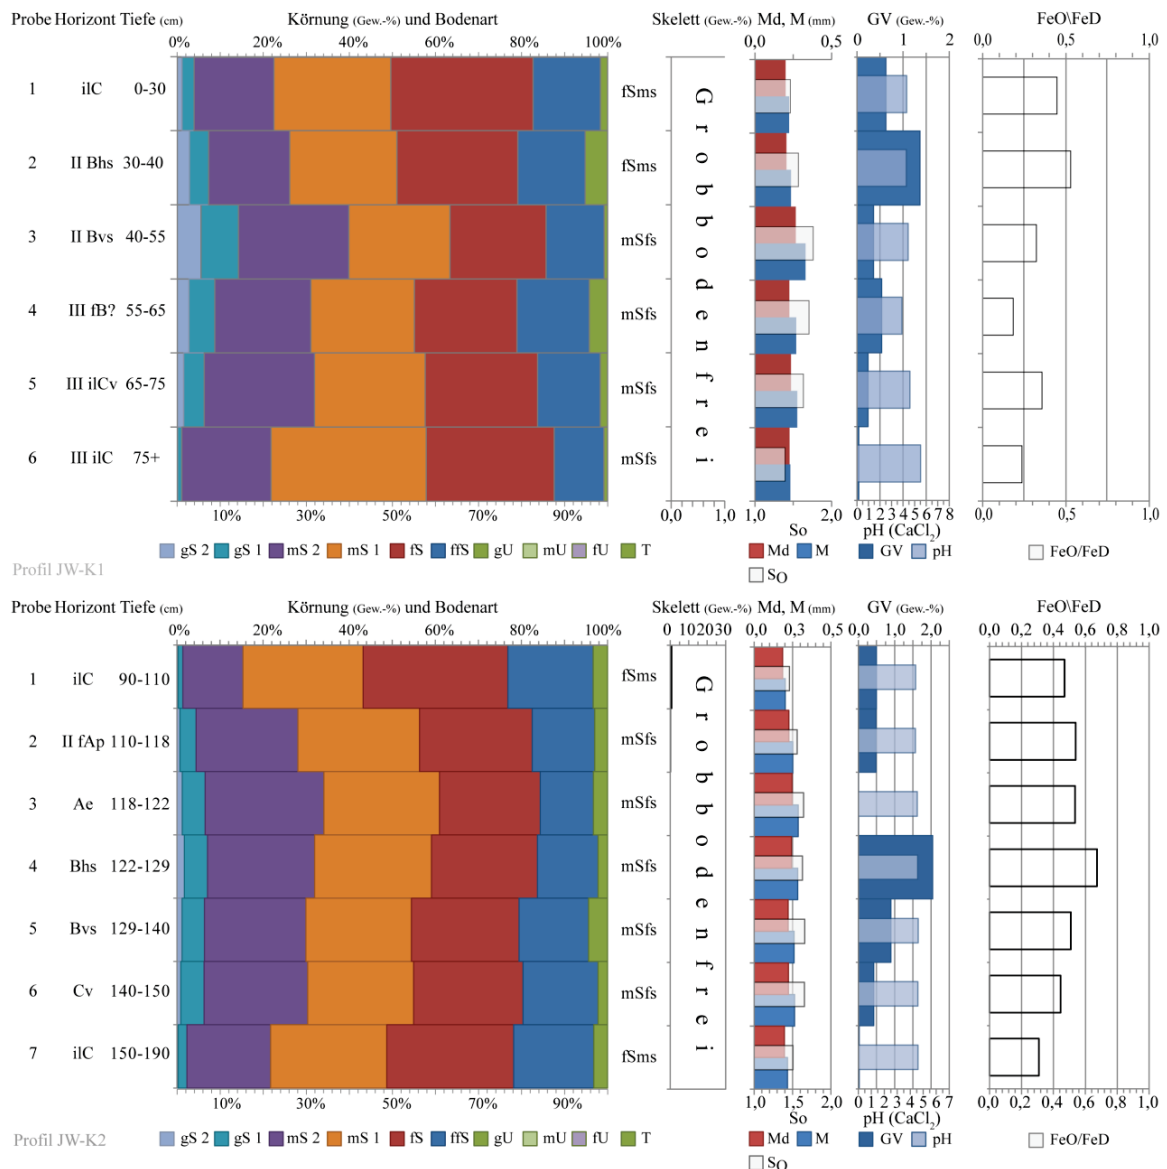 Probe Horizont Tiefe (cm) Körnung (Gew.-%) und Bodenart Skelett (Gew.-%) Md, M (mm) GV (Gew.-%) FeO\FeD
0% 20% 40% 60% 80% 100% 0,0 0,5 0 1 2 0,0 0,5 1,0
1 ilC 0-30 fSms
2 II Bhs 30-40 fSms
3 II Bvs 40-55 mSfs
4 III fB? 55-65 mSfs
5 III ilCv 65-75 mSfs
6 III ilC 75+ mSfs
Grobbodenfrei
10% 30% 50% 70% 90% 0,0 1,0 1,0 2,0 0 1 2 3 4 5 6 7 8 0,0 0,5 1,0
So pH (CaCl2)
gS 2 gS 1 mS 2 mS 1 fS ffS gU mU fU T Md M GV pH FeO/FeD
SO
Profil JW-K1
Probe Horizont Tiefe (cm) Körnung (Gew.-%) und Bodenart Skelett (Gew.-%) Md, M (mm) GV (Gew.-%) FeO\FeD
0% 20% 40% 60% 80% 100% 0 102030 0,0 0,3 0,5 0,0 1,0 2,0 0,0 0,2 0,4 0,6 0,8 1,0
1 ilC 90-110 fSms
2 II fAp 110-118 mSfs
3 Ae 118-122 mSfs
4 Bhs 122-129 mSfs
5 Bvs 129-140 mSfs
6 Cv 140-150 mSfs
7 ilC 150-190 fSms
Grobbodenfrei
10% 30% 50% 70% 90% 1,0 1,5 2,0 0 1 2 3 4 5 6 7 8 0,0 0,2 0,4 0,6 0,8 1,0
So pH (CaCl2)
Profil JW-K2 gS 2 gS 1 mS 2 mS 1 fS ffS gU mU fU T Md M GV pH FeO/FeD
SO